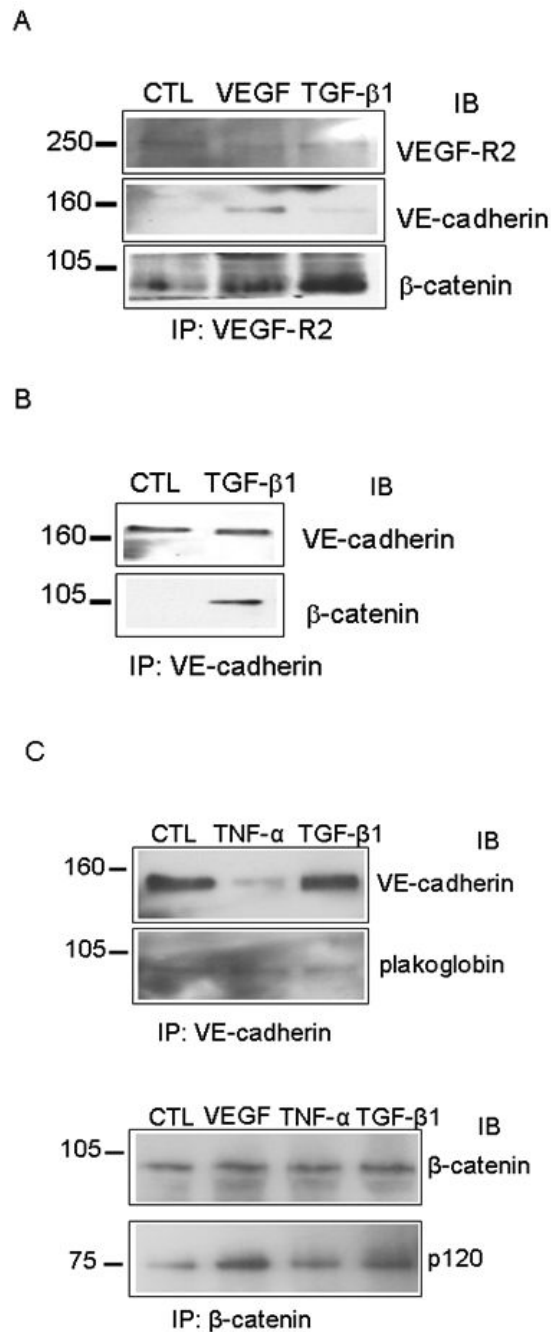 A
CTL VEGF TGF-β1 IB
250 VEGF-R2
160 VE-cadherin
105 β-catenin
IP: VEGF-R2
B
CTL TGF-β1 IB
160 VE-cadherin
105 β-catenin
IP: VE-cadherin
C
CTL TNF-α TGF-β1 IB
160 VE-cadherin
105 plakoglobin
IP: VE-cadherin
CTL VEGF TNF-α TGF-β1 IB
105 β-catenin
75 p120
IP: β-catenin